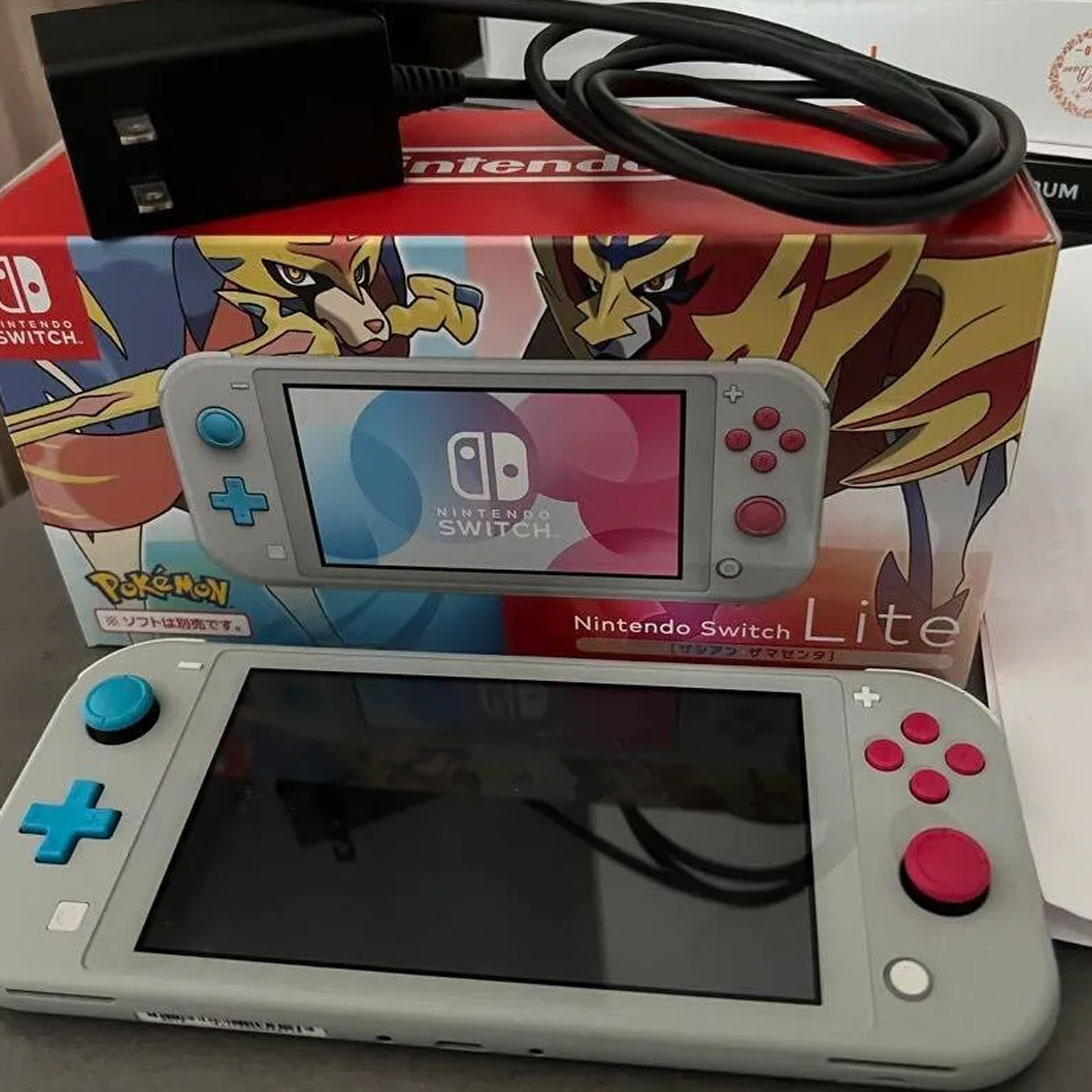 Nintendo
UM
NINTENDO
SWITCH
NINTENDO
SWITCH
POKÉMON
※ソフトは別売です。
Nintendo Switch Lite
[ザシアン ザマゼンタ]